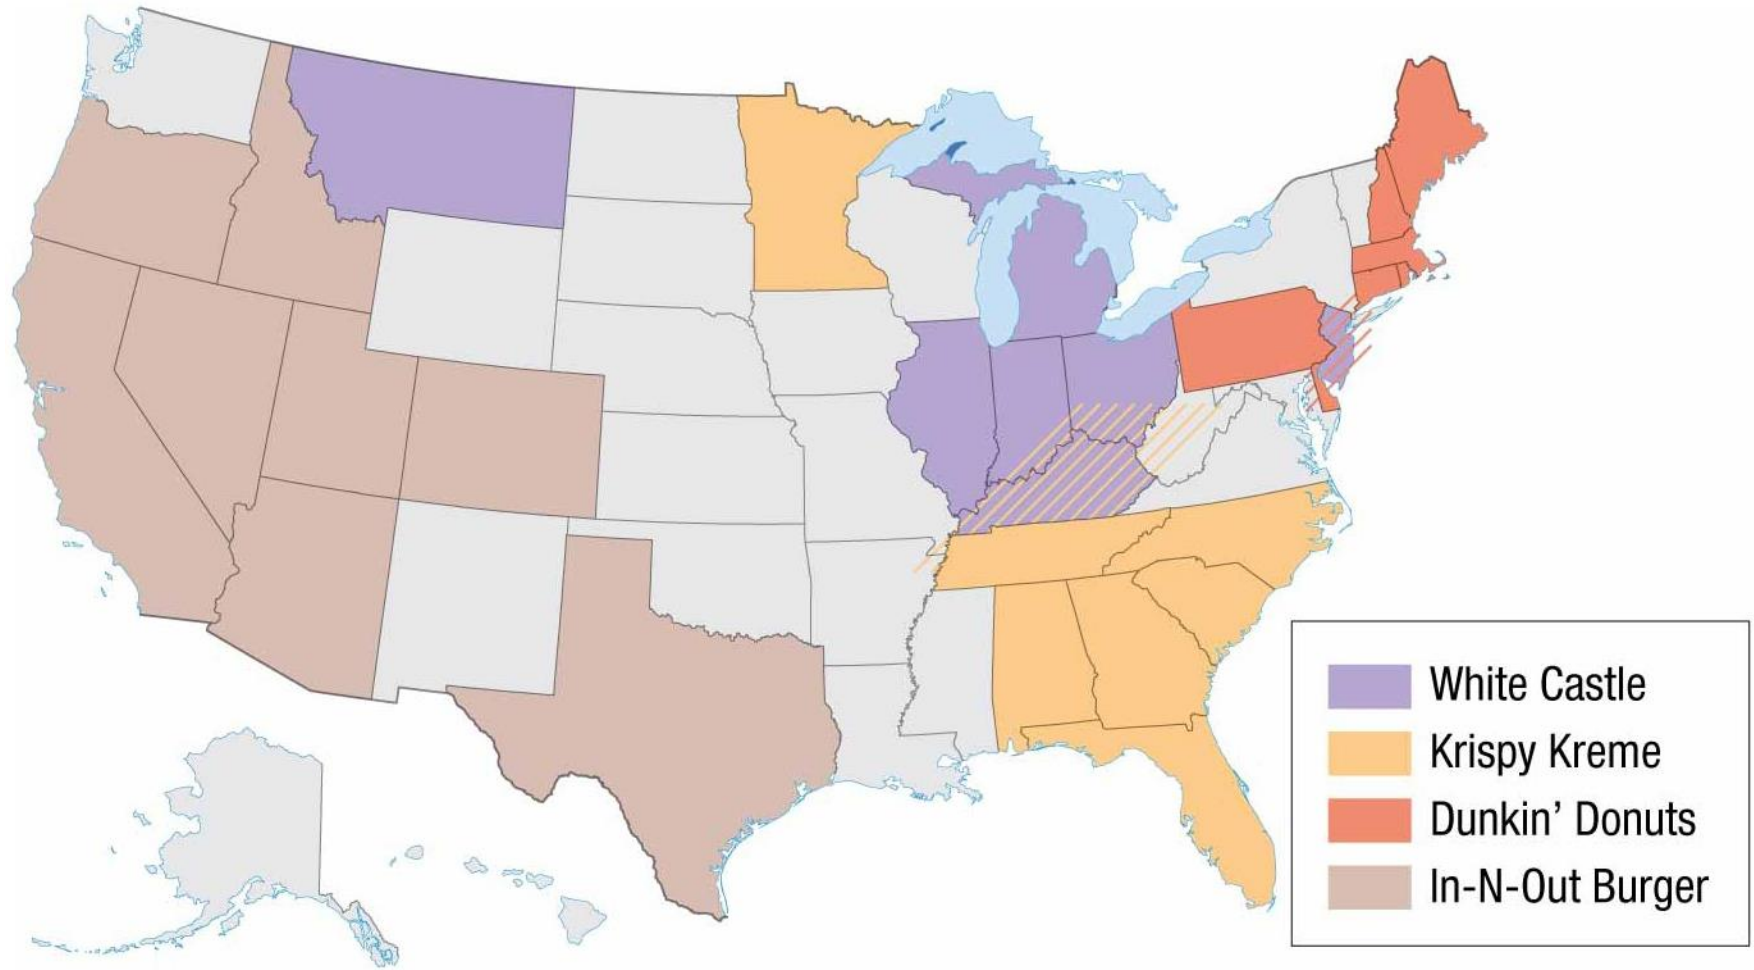 White Castle
Krispy Kreme
Dunkin’ Donuts
In-N-Out Burger